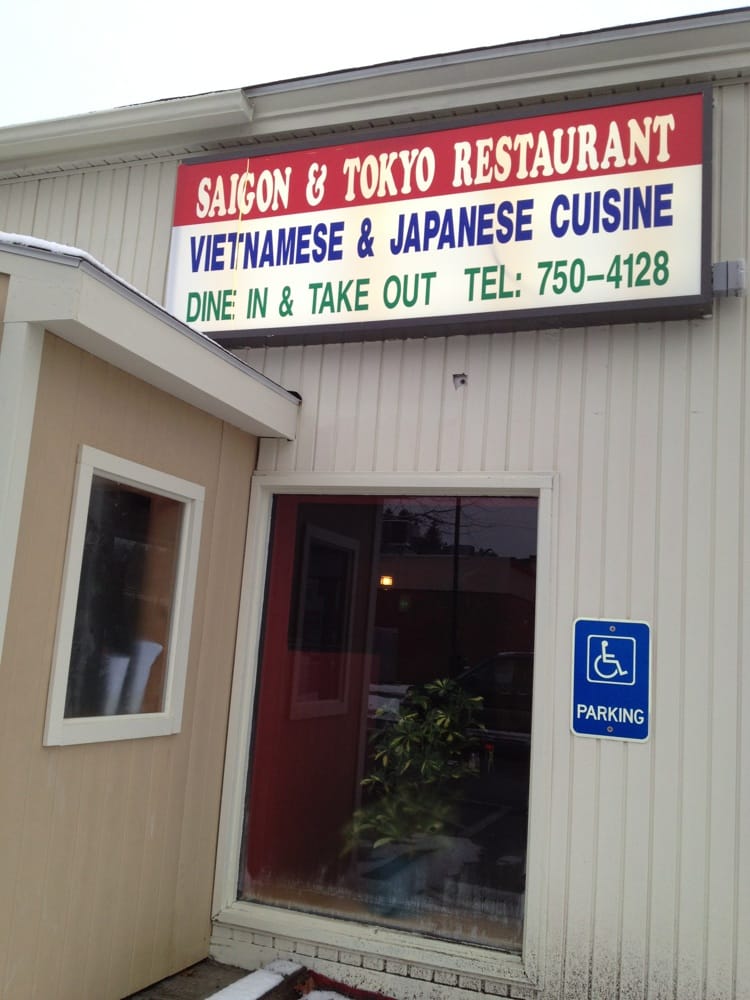 SAIGON & TOKYO RESTAURANT
VIETNAMESE & JAPANESE CUISINE
DINE IN & TAKE OUT TEL: 750-4128
PARKING